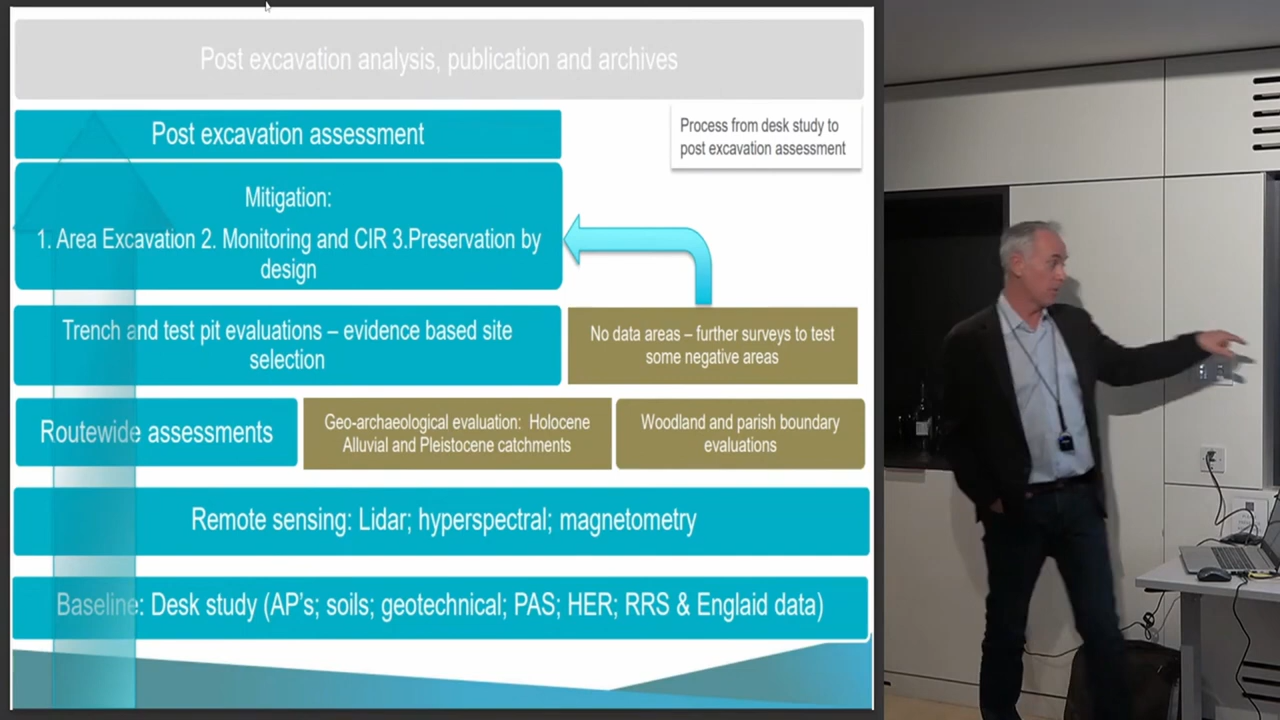 Post excavation analysis, publication and archives
Post excavation assessment
Process from desk study to
post excavation assessment
Mitigation:
1. Area Excavation 2. Monitoring and CIR 3.Preservation by
design
Trench and test pit evaluations – evidence based site
selection
No data areas – further surveys to test
some negative areas
Routewide assessments
Geo-archaeological evaluation: Holocene
Alluvial and Pleistocene catchments
Woodland and parish boundary
evaluations
Remote sensing: Lidar; hyperspectral; magnetometry
Baseline: Desk study (AP's; soils; geotechnical; PAS; HER; RRS & Englaid data)